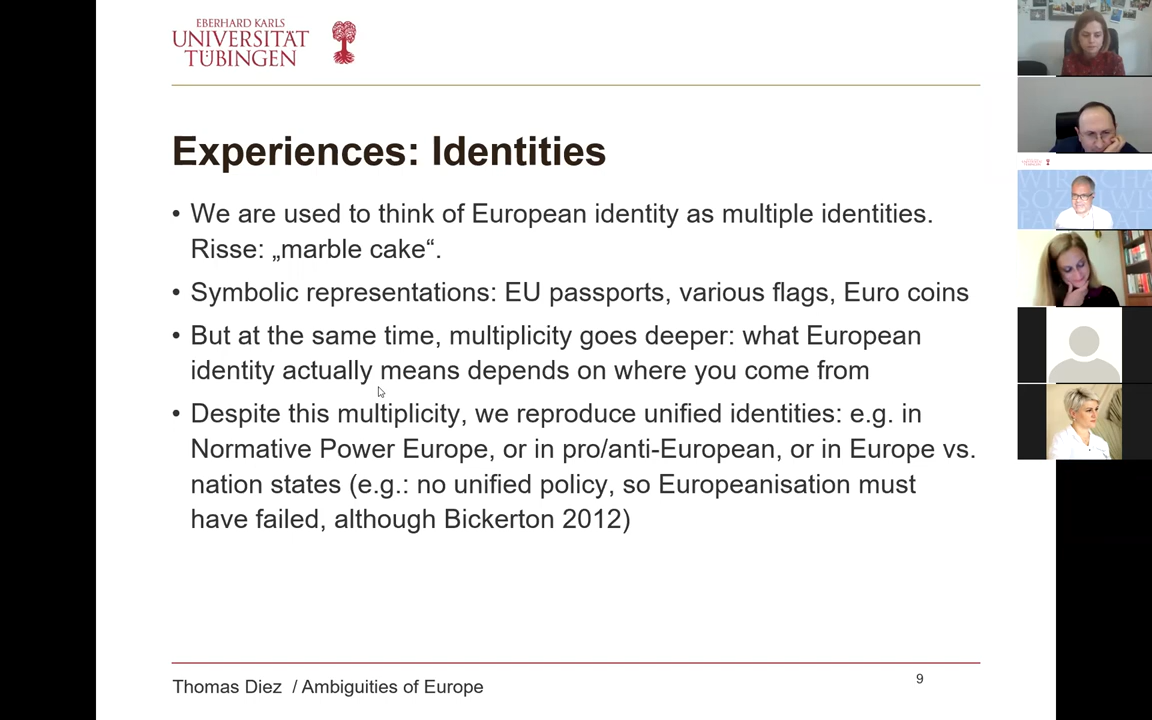 EBERHARD KARLS
UNIVERSITÄT
TÜBINGEN
Experiences: Identities
• We are used to think of European identity as multiple identities.
Risse: „marble cake“.
• Symbolic representations: EU passports, various flags, Euro coins
• But at the same time, multiplicity goes deeper: what European
identity actually means depends on where you come from
• Despite this multiplicity, we reproduce unified identities: e.g. in
Normative Power Europe, or in pro/anti-European, or in Europe vs.
nation states (e.g.: no unified policy, so Europeanisation must
have failed, although Bickerton 2012)
Thomas Diez / Ambiguities of Europe
9